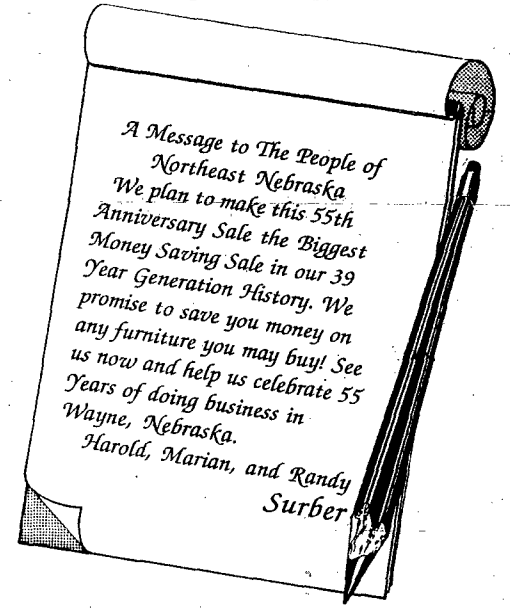 A Message to The People of
Northeast Nebraska
We plan to make this 55th
Anniversary Sale the Biggest
Money Saving Sale in our 39
Year Generation History. We
promise to save you money on
any furniture you may buy! See
us now and help us celebrate 55
Years of doing business in
Wayne, Nebraska.
Harold, Marian, and Randy
Surber